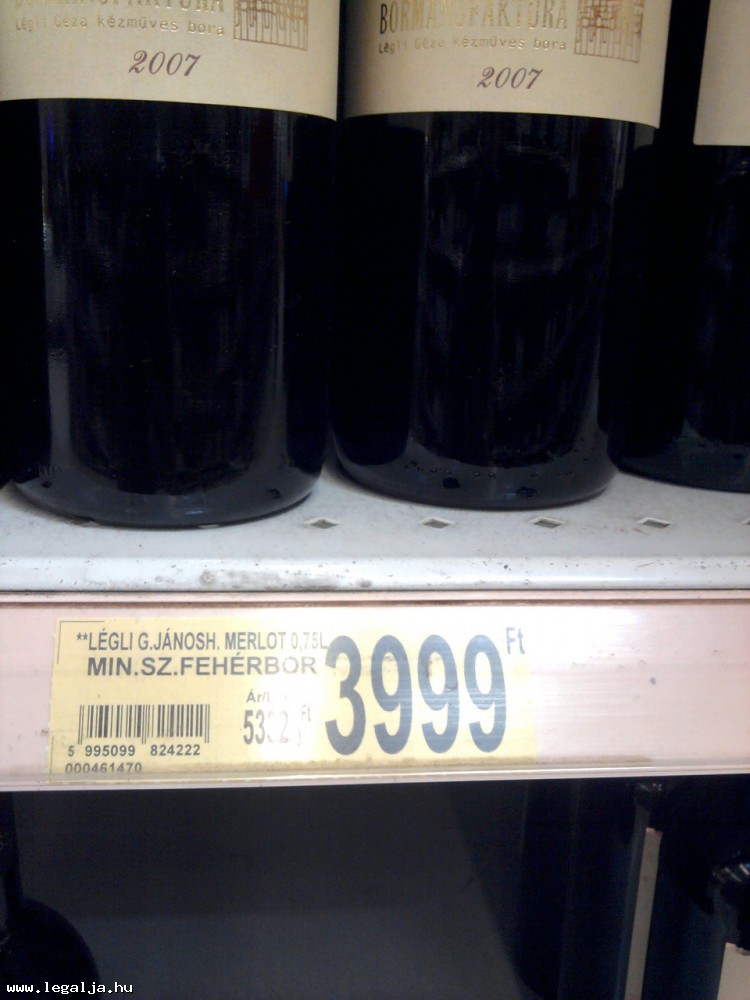 BORMANUFAKTÚRA
Légli Géza kézműves bora
2007
BORMANUFAKTÚRA
Légli Géza kézműves bora
2007
**LÉGLI G.JÁNOSH. MERLOT 0,75L
MIN.SZ.FEHÉRBOR
3999 Ft
Ft
5 995099 824222
000461470
www.legalja.hu